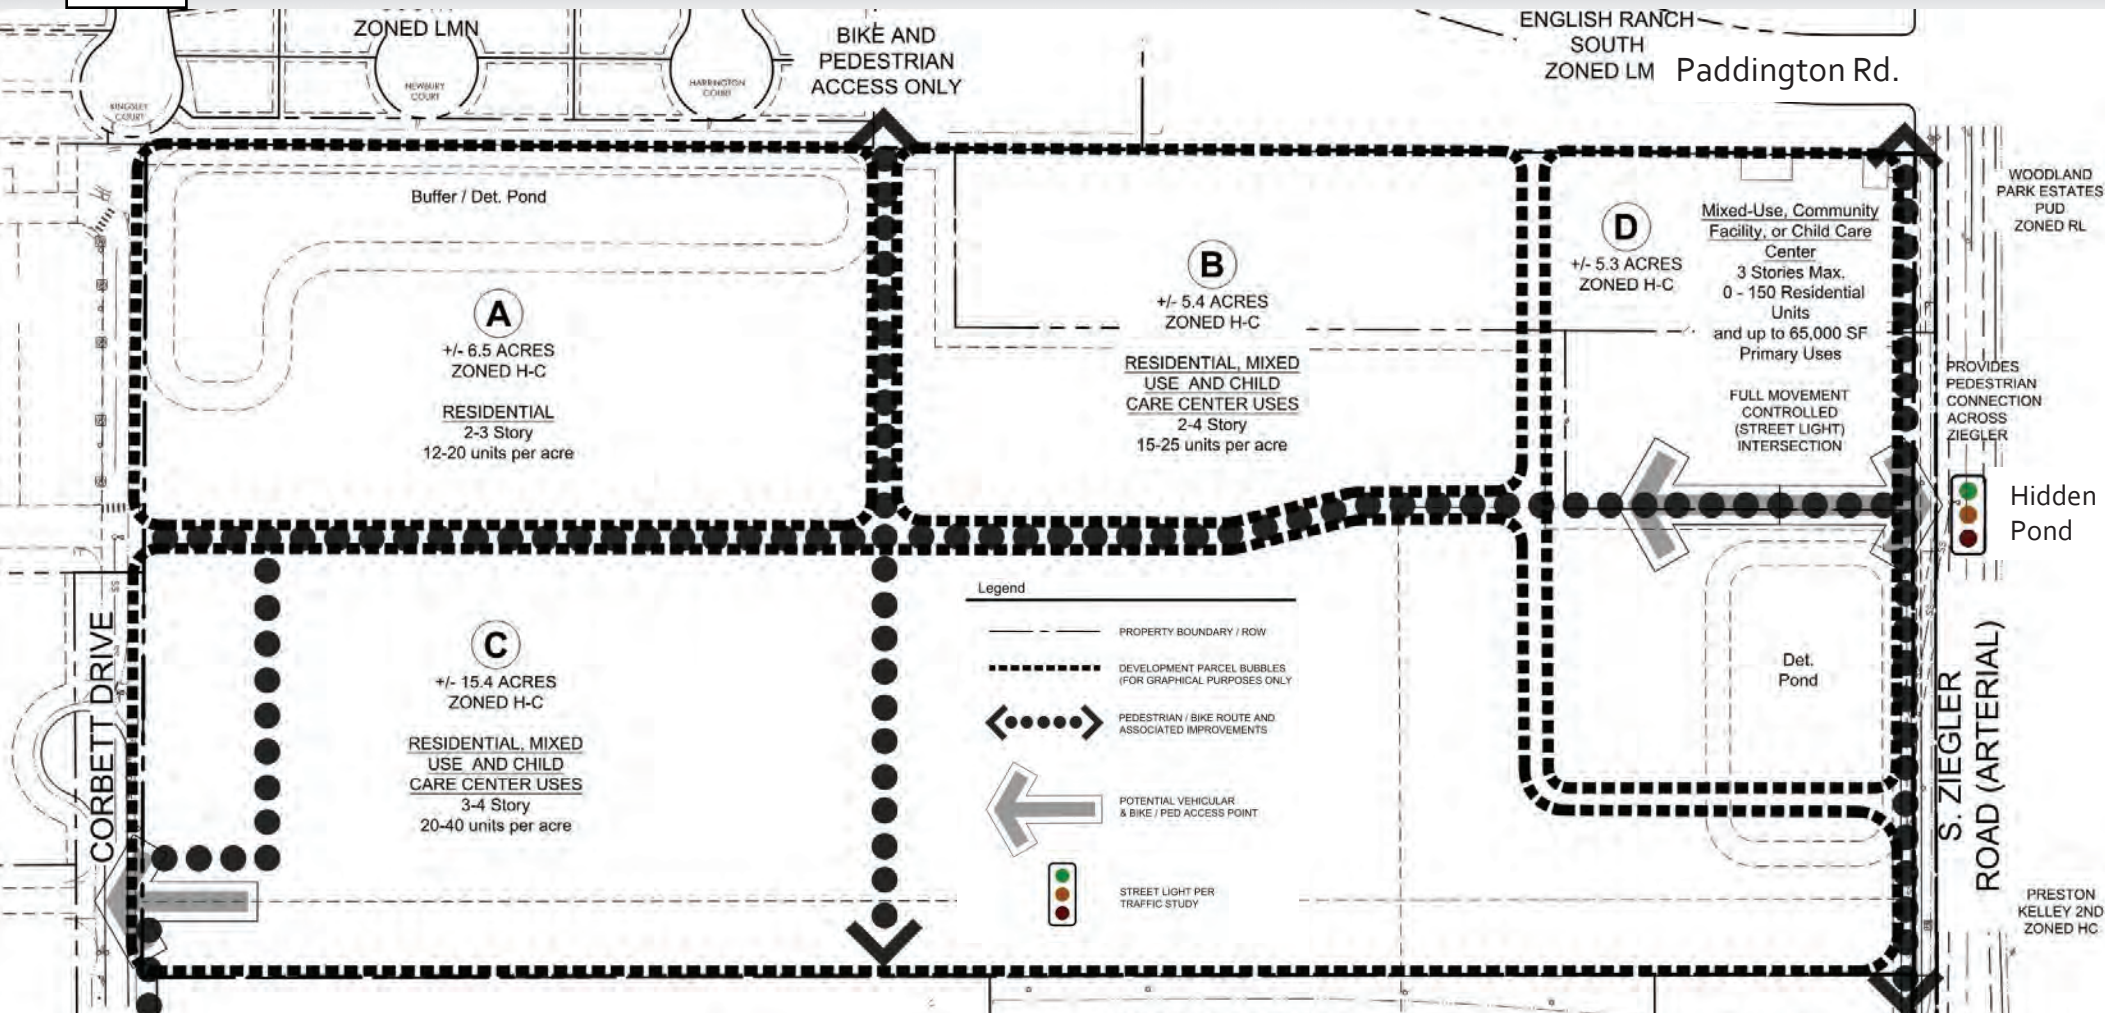 ZONED LMN
BIKE AND
PEDESTRIAN
ACCESS ONLY
ENGLISH RANCH
SOUTH
ZONED LM
Paddington Rd.
KINGSLEY
COURT
NEWBURY
COURT
HARRINGTON
COURT
WOODLAND
PARK ESTATES
PUD
ZONED RL
Buffer / Det. Pond
A
+/- 6.5 ACRES
ZONED H-C
RESIDENTIAL
2-3 Story
12-20 units per acre
B
+/- 5.4 ACRES
ZONED H-C
RESIDENTIAL, MIXED
USE AND CHILD
CARE CENTER USES
2-4 Story
15-25 units per acre
D
+/- 5.3 ACRES
ZONED H-C
Mixed-Use, Community
Facility, or Child Care
Center
3 Stories Max.
0 - 150 Residential
Units
and up to 65,000 SF
Primary Uses
FULL MOVEMENT
CONTROLLED
(STREET LIGHT)
INTERSECTION
PROVIDES
PEDESTRIAN
CONNECTION
ACROSS
ZIEGLER
Hidden
Pond
C
+/- 15.4 ACRES
ZONED H-C
RESIDENTIAL, MIXED
USE AND CHILD
CARE CENTER USES
3-4 Story
20-40 units per acre
CORBETT DRIVE
Legend
PROPERTY BOUNDARY / ROW
DEVELOPMENT PARCEL BUBBLES
(FOR GRAPHICAL PURPOSES ONLY
PEDESTRIAN / BIKE ROUTE AND
ASSOCIATED IMPROVEMENTS
POTENTIAL VEHICULAR
& BIKE / PED ACCESS POINT
STREET LIGHT PER
TRAFFIC STUDY
Det.
Pond
S. ZIEGLER
ROAD (ARTERIAL)
PRESTON
KELLEY 2ND
ZONED HC